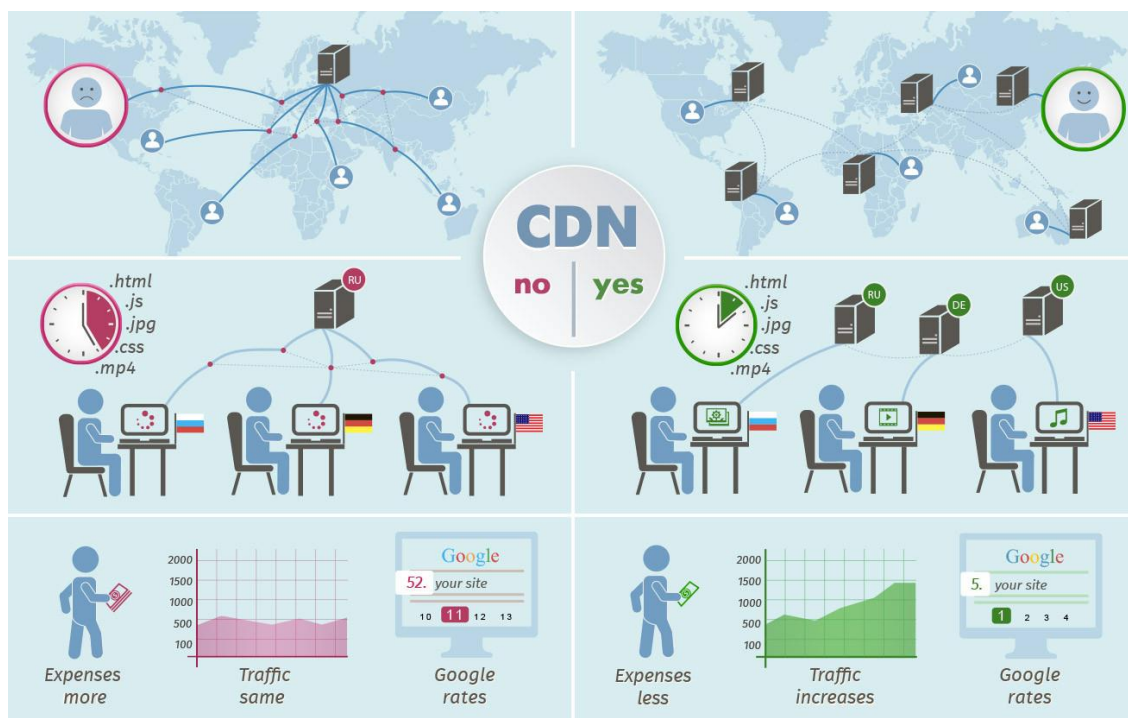 CDN
no
yes
.html
.js
.jpg
.css
.mp4
RU
.html
.js
.jpg
.css
.mp4
RU
DE
US
2000
1500
1000
500
100
Google
52. your site
10 11 12 13
Expenses
more
Traffic
same
Google
rates
2000
1500
1000
500
100
Google
5. your site
1 2 3 4
Expenses
less
Traffic
increases
Google
rates